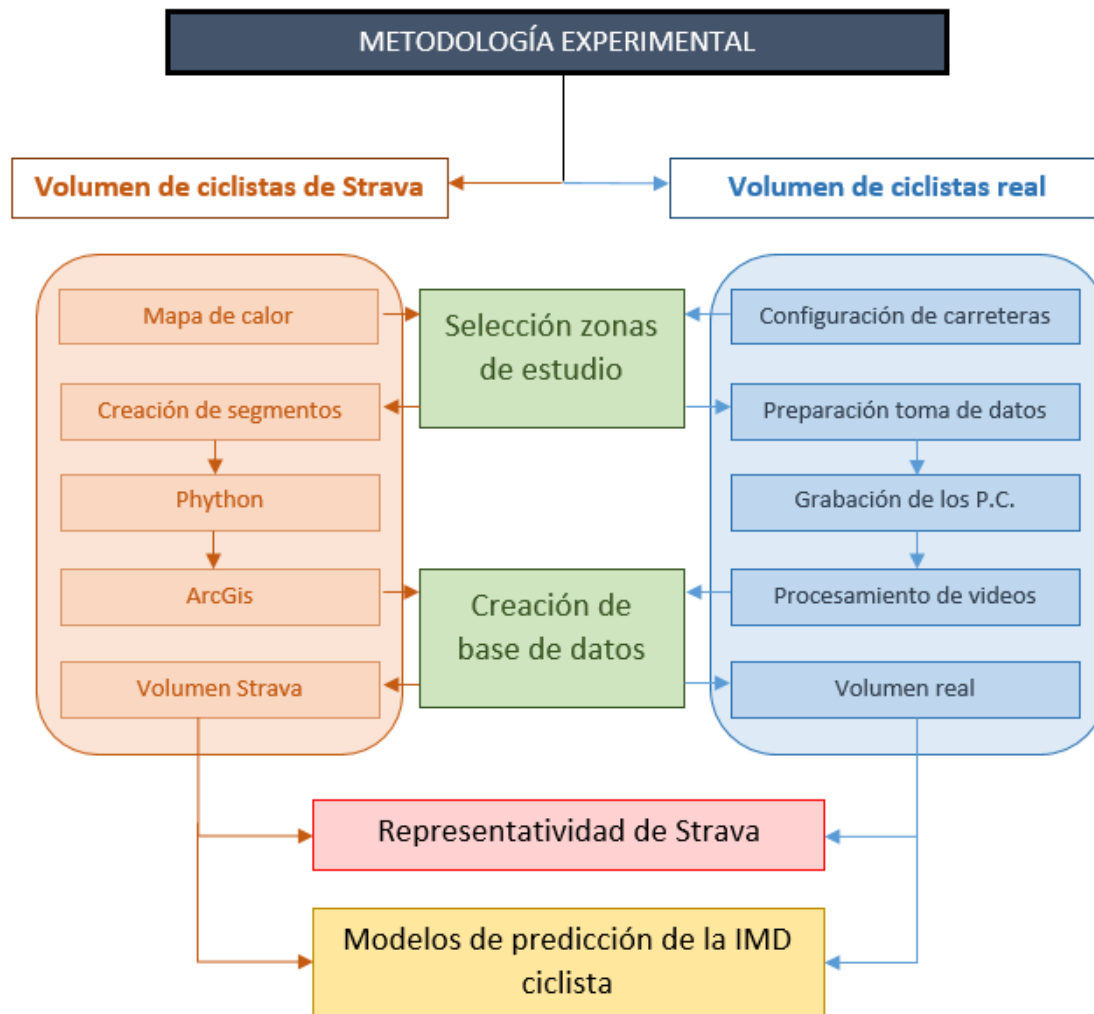 METODOLOGÍA EXPERIMENTAL
Volumen de ciclistas de Strava
Volumen de ciclistas real
Mapa de calor
Selección zonas
de estudio
Configuración de carreteras
Creación de segmentos
Preparación toma de datos
Phython
Grabación de los P.C.
ArcGis
Creación de
base de datos
Procesamiento de videos
Volumen Strava
Volumen real
Representatividad de Strava
Modelos de predicción de la IMD
ciclista